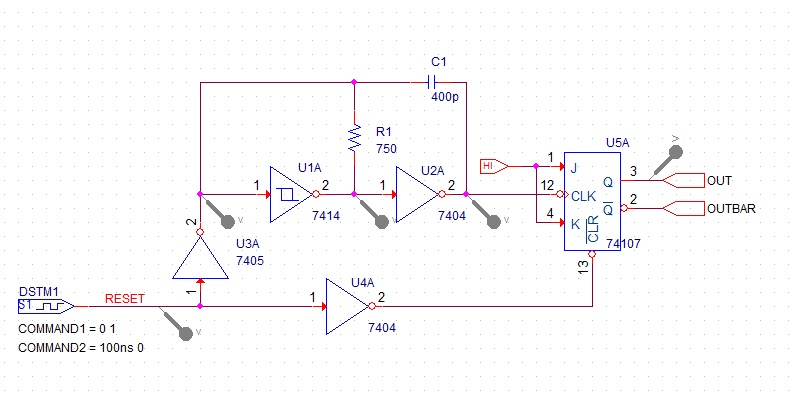 C1
400p
R1
750
U1A
1
2
7414
U2A
1
2
7404
HI
U5A
1
J
Q
3
OUT
12
CLK
Q
2
OUTBAR
4
K
CLR
74107
13
2
U3A
7405
1
U4A
1
2
7404
DSTM1
S1
RESET
COMMAND1 = 0 1
COMMAND2 = 100ns 0
V
V
V
V
V